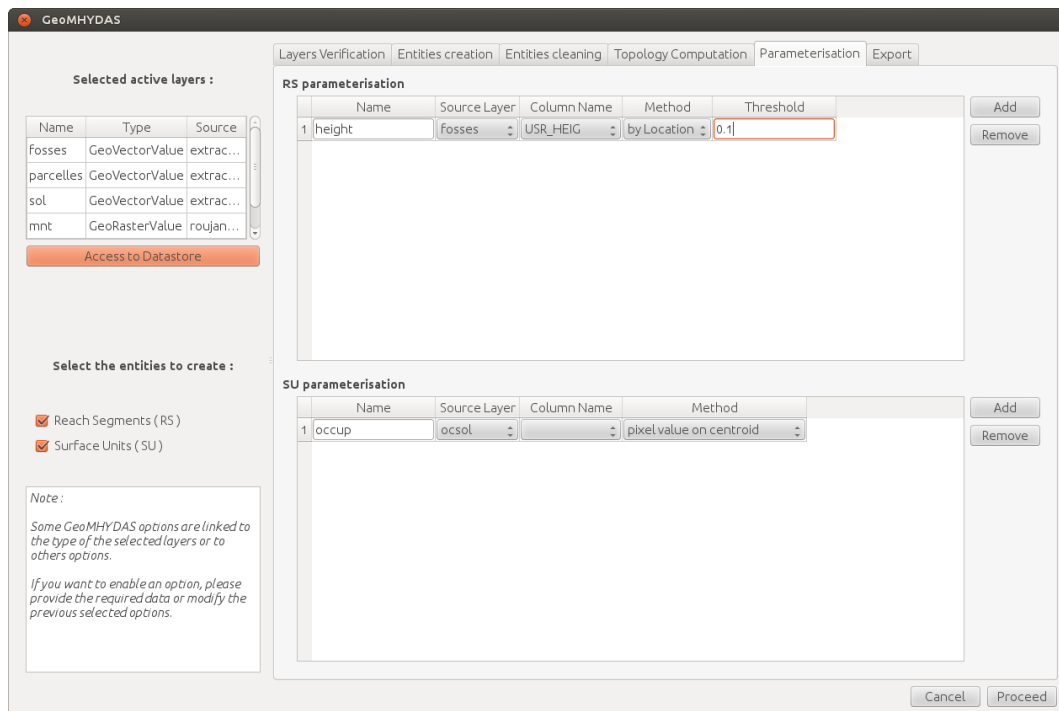 GeoMHYDAS
Selected active layers :
Name Type Source
fosses GeoVectorValue extrac...
parcelles GeoVectorValue extrac...
sol GeoVectorValue extrac...
mnt GeoRasterValue roujan...
Access to Datastore
Select the entities to create :
Reach Segments ( RS )
Surface Units ( SU )
Note :
Some GeoMHYDAS options are linked to
the type of the selected layers or to
others options.
If you want to enable an option, please
provide the required data or modify the
previous selected options.
Layers Verification Entities creation Entities cleaning Topology Computation Parameterisation Export
RS parameterisation
Name Source Layer Column Name Method Threshold
1 height fosses USR_HEIG by Location 0.1
Add
Remove
SU parameterisation
Name Source Layer Column Name Method
1 occup ocsol pixel value on centroid
Add
Remove
Cancel Proceed